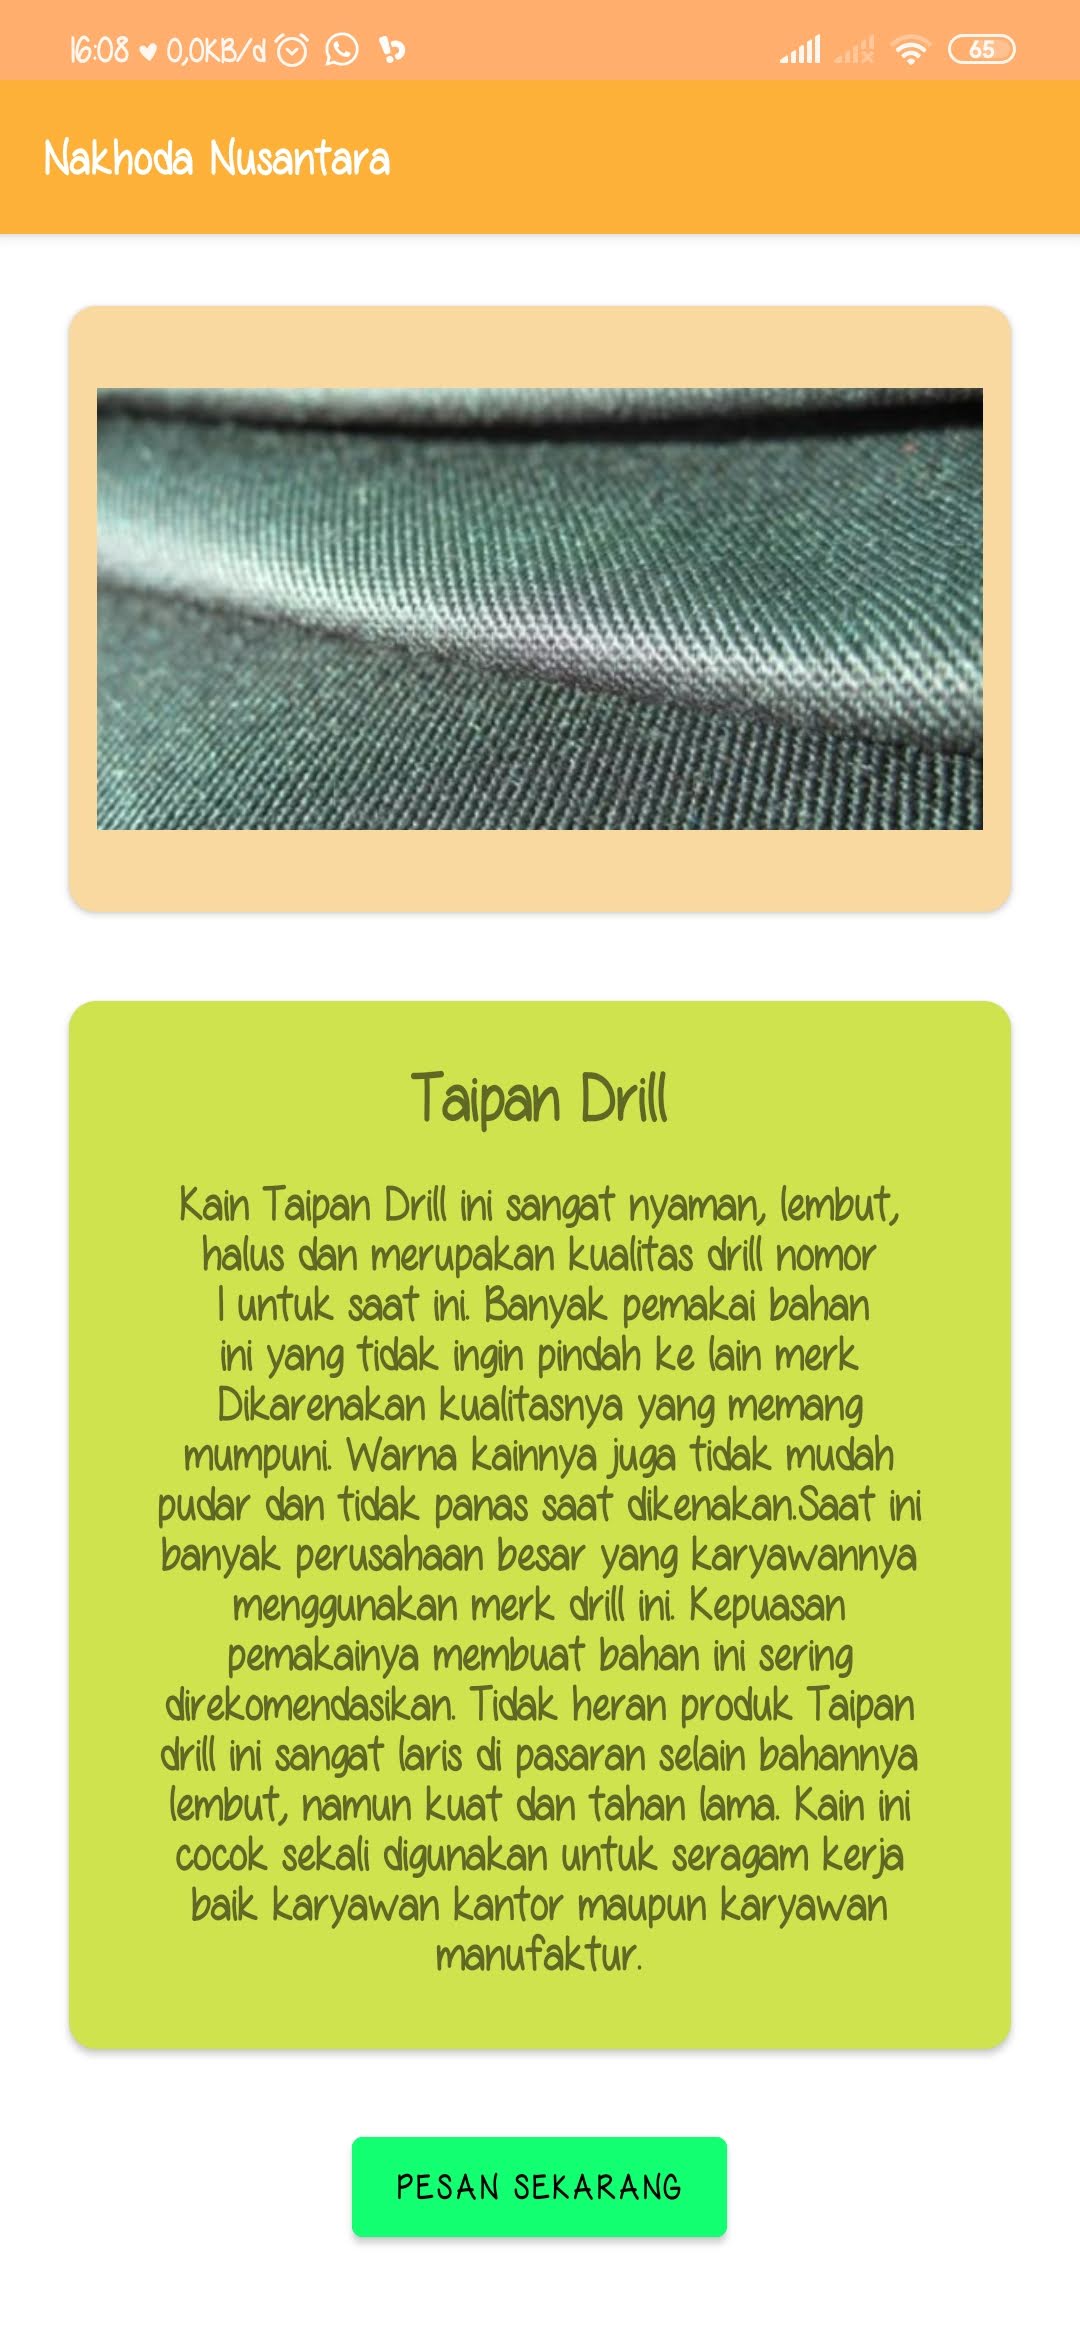 16:08 ♥ 0,0KB/d
65
Nakhoda Nusantara
Taipan Drill
Kain Taipan Drill ini sangat nyaman, lembut,
halus dan merupakan kualitas drill nomor
1 untuk saat ini. Banyak pemakai bahan
ini yang tidak ingin pindah ke lain merk
Dikarenakan kualitasnya yang memang
mumpuni. Warna kainnya juga tidak mudah
pudar dan tidak panas saat dikenakan.Saat ini
banyak perusahaan besar yang karyawannya
menggunakan merk drill ini. Kepuasan
pemakainya membuat bahan ini sering
direkomendasikan. Tidak heran produk Taipan
drill ini sangat laris di pasaran selain bahannya
lembut, namun kuat dan tahan lama. Kain ini
cocok sekali digunakan untuk seragam kerja
baik karyawan kantor maupun karyawan
manufaktur.
PESAN SEKARANG